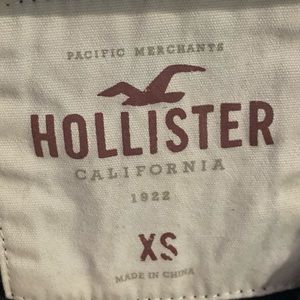 PACIFIC MERCHANTS
HOLLISTER
CALIFORNIA
1922
XS
MADE IN CHINA